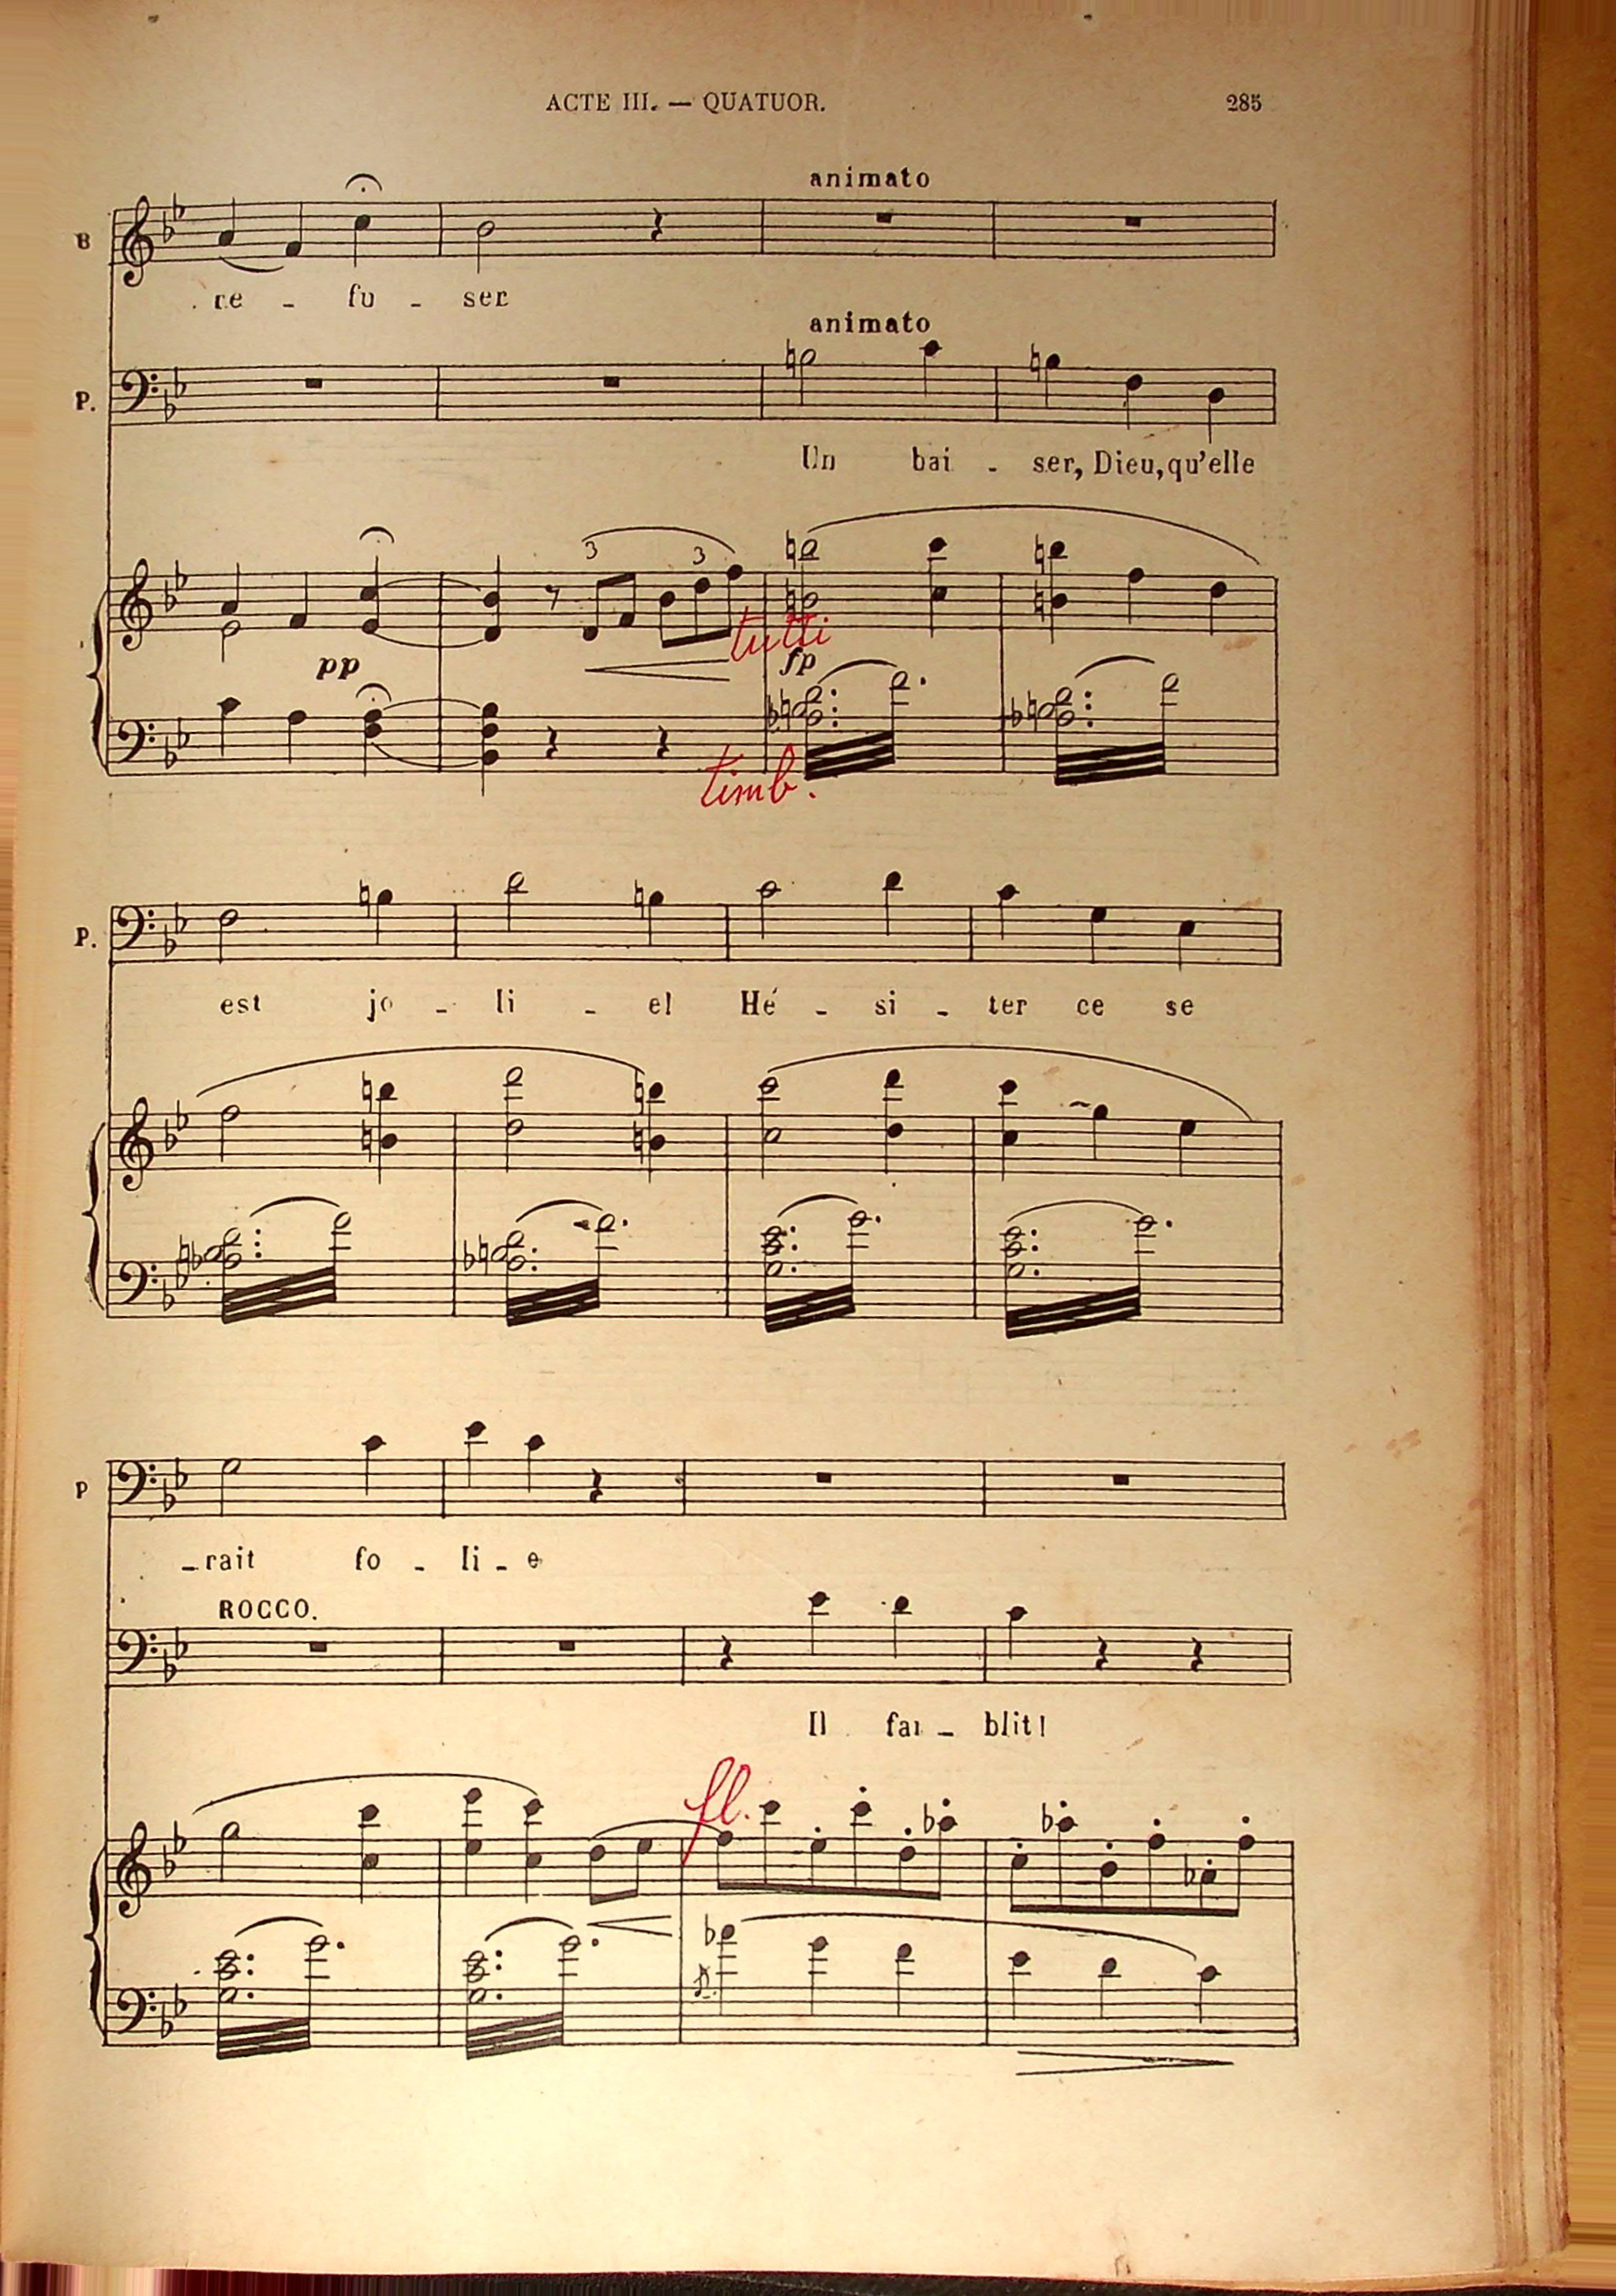 ACTE III. — QUATUOR. 285
animato
B
re - fu - ser
animato
P.
Un bai - ser, Dieu, qu'elle
3 3
tutti
pp fp
timb.
P.
est jo - li - e! Hé - si - ter ce se
P
- rait fo - li - e
ROCCO.
Il fai - blit!
fl.